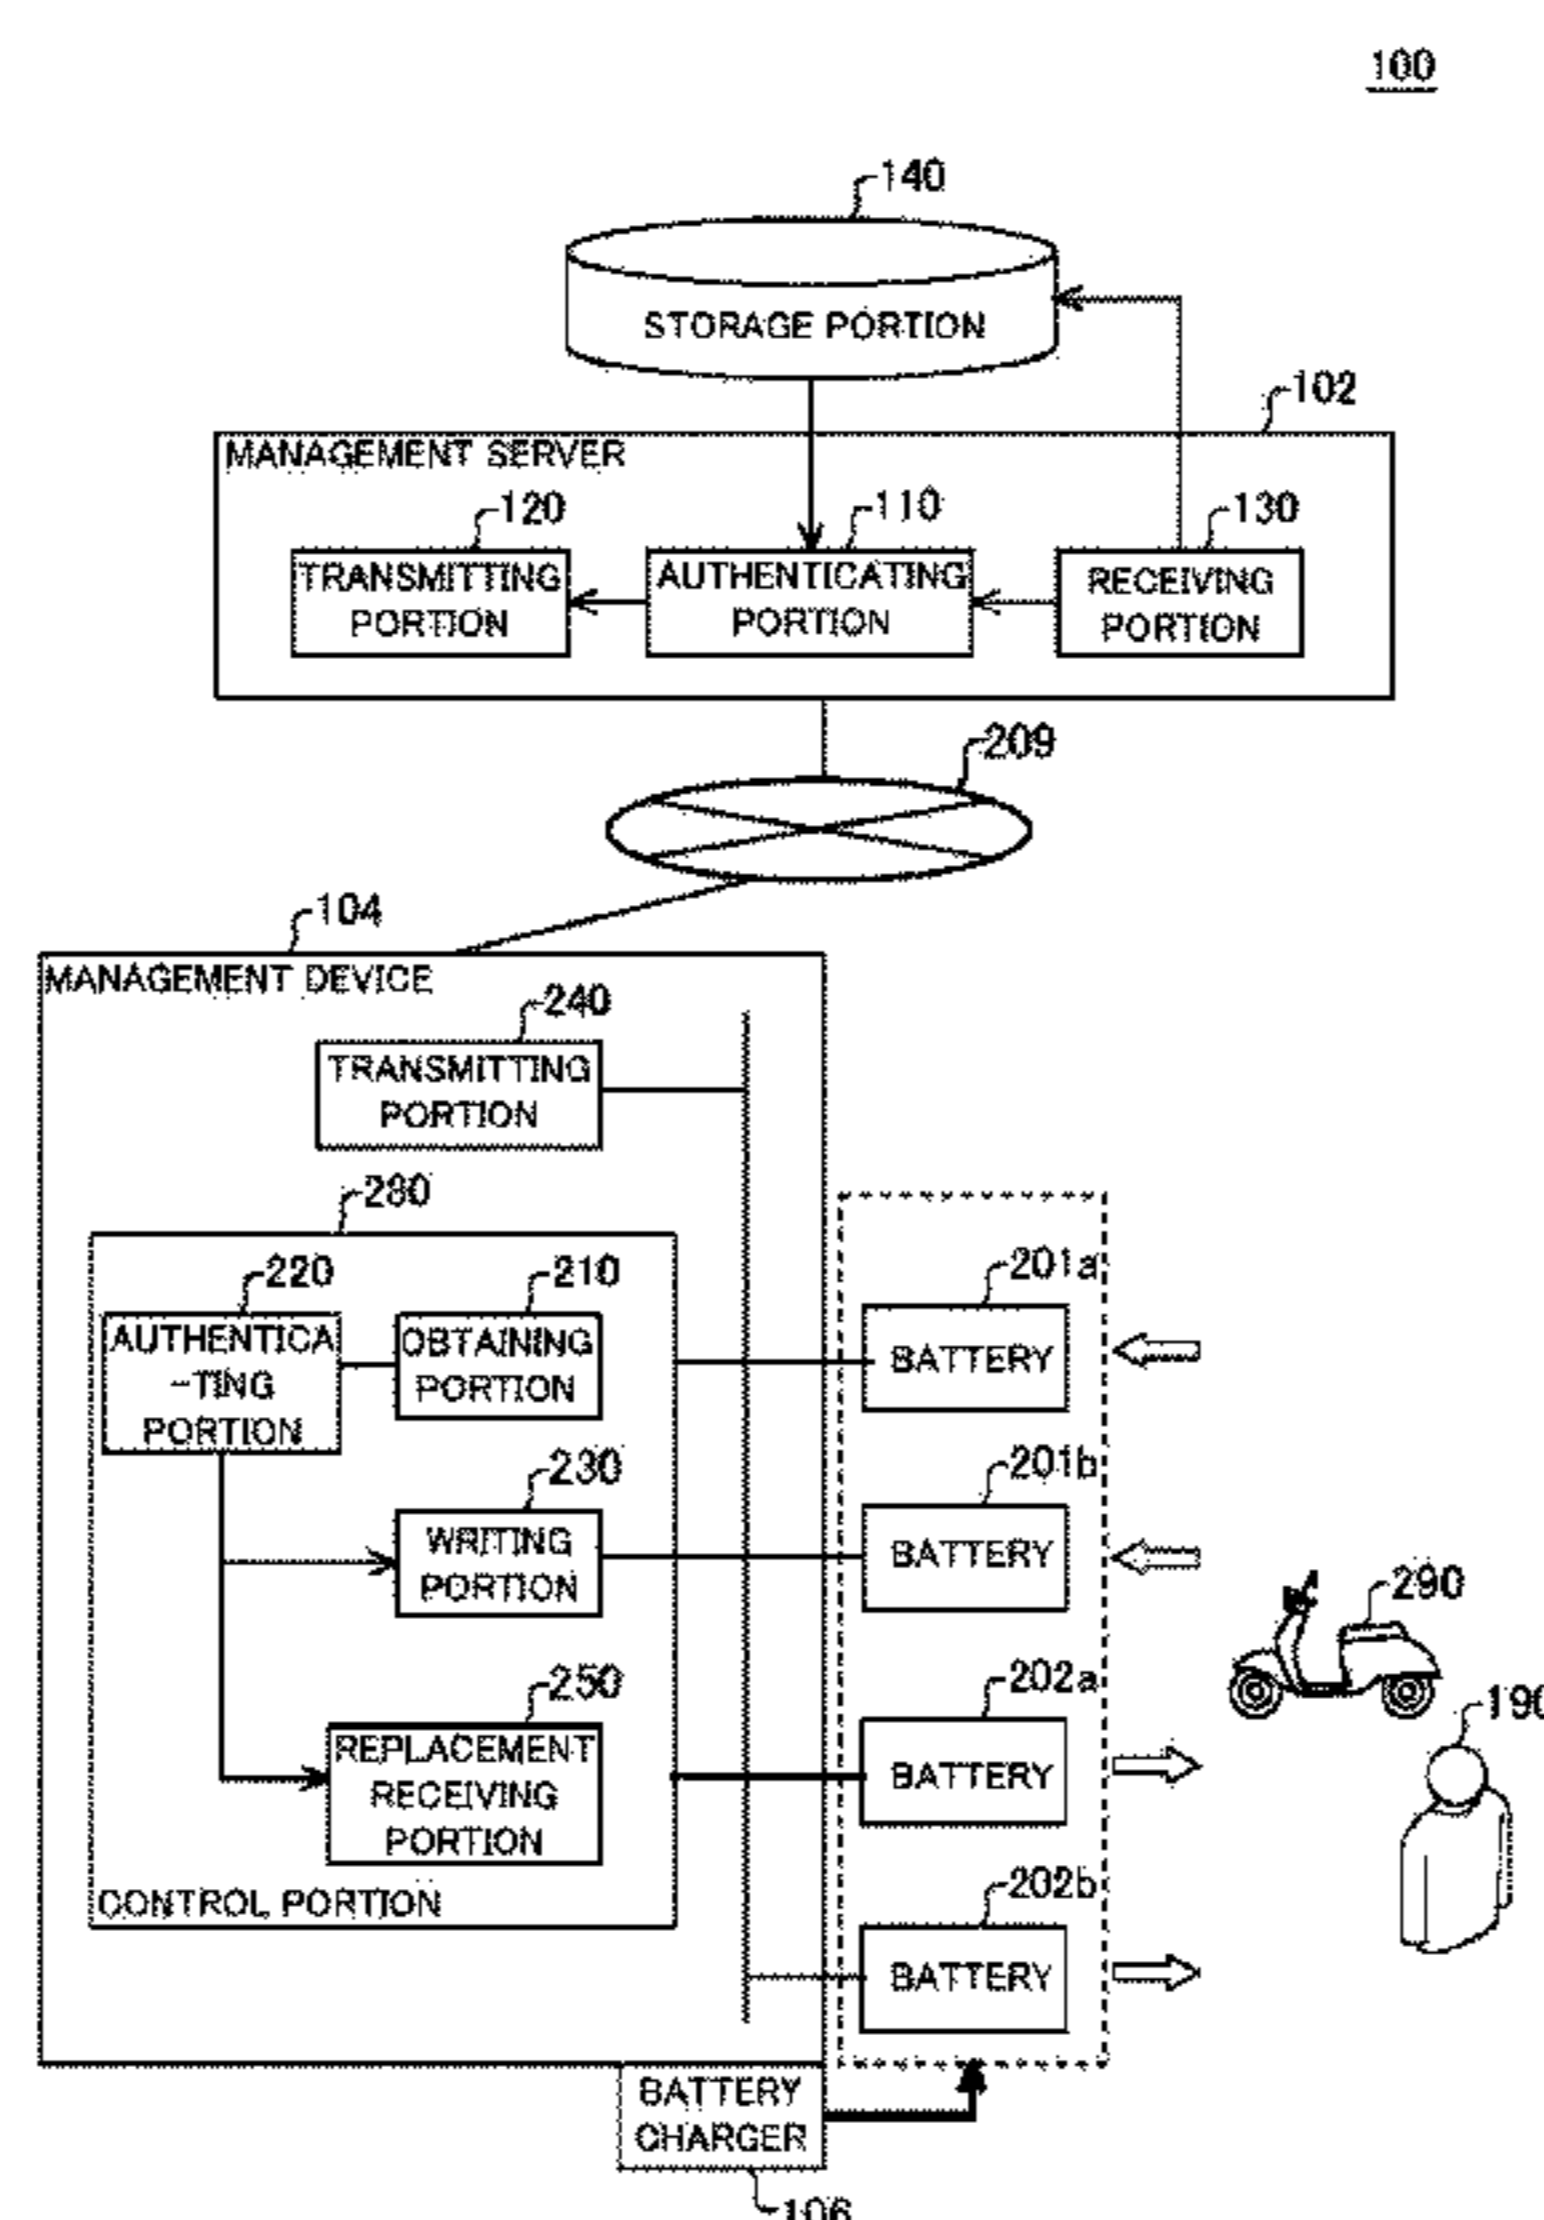 100
140
STORAGE PORTION
102
MANAGEMENT SERVER
120
110
130
TRANSMITTING
PORTION
AUTHENTICATING
PORTION
RECEIVING
PORTION
209
104
MANAGEMENT DEVICE
240
TRANSMITTING
PORTION
280
220
210
AUTHENTICA
-TING
PORTION
OBTAINING
PORTION
201a
BATTERY
230
WRITING
PORTION
201b
BATTERY
290
250
REPLACEMENT
RECEIVING
PORTION
202a
BATTERY
190
CONTROL PORTION
202b
BATTERY
BATTERY
CHARGER
106